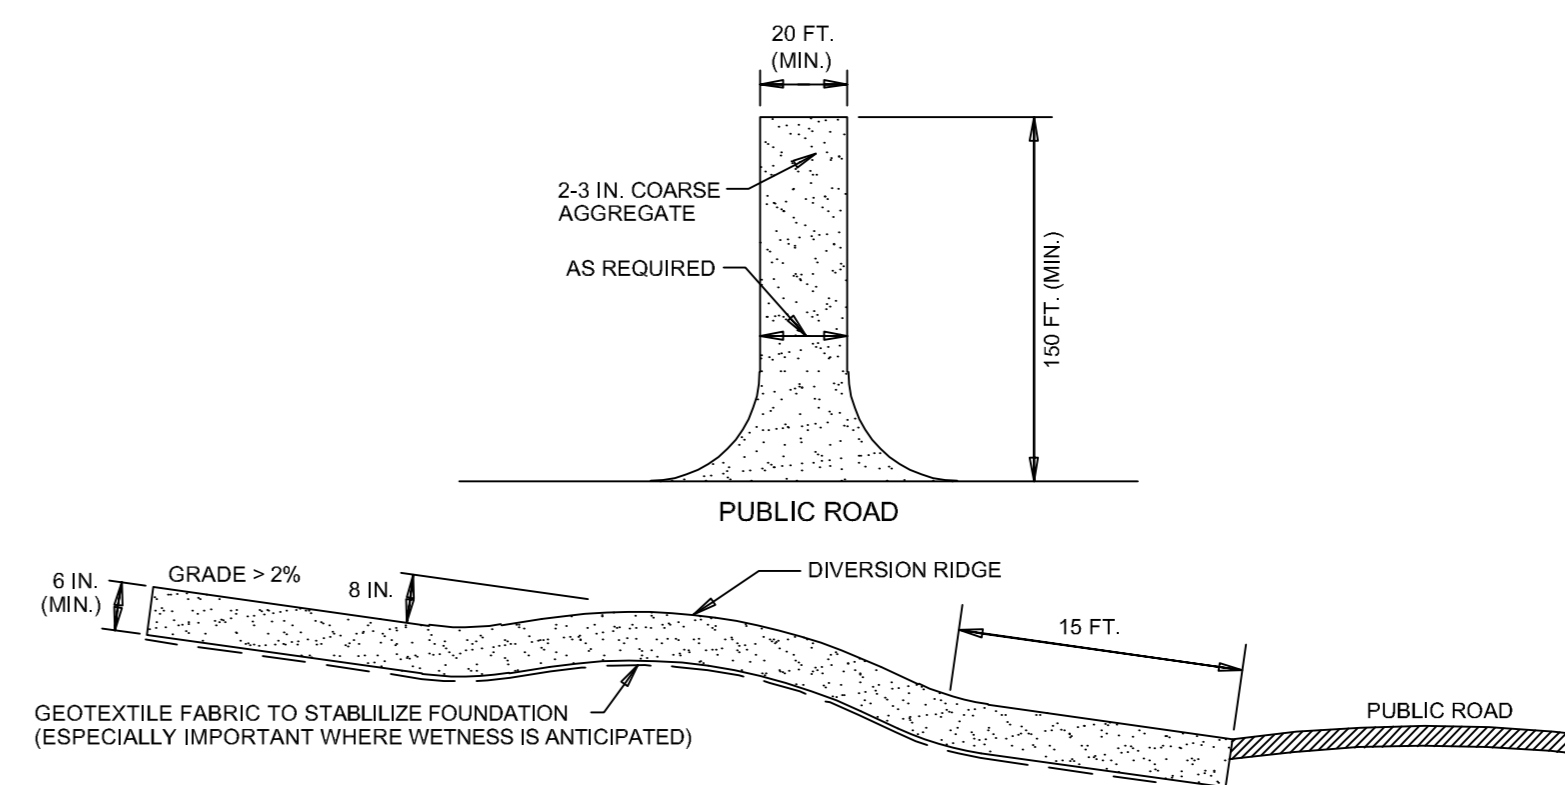 20 FT.
(MIN.)
2-3 IN. COARSE
AGGREGATE
AS REQUIRED
150 FT. (MIN.)
PUBLIC ROAD
6 IN.
(MIN.)
GRADE > 2%
8 IN.
DIVERSION RIDGE
15 FT.
GEOTEXTILE FABRIC TO STABLILIZE FOUNDATION
(ESPECIALLY IMPORTANT WHERE WETNESS IS ANTICIPATED)
PUBLIC ROAD